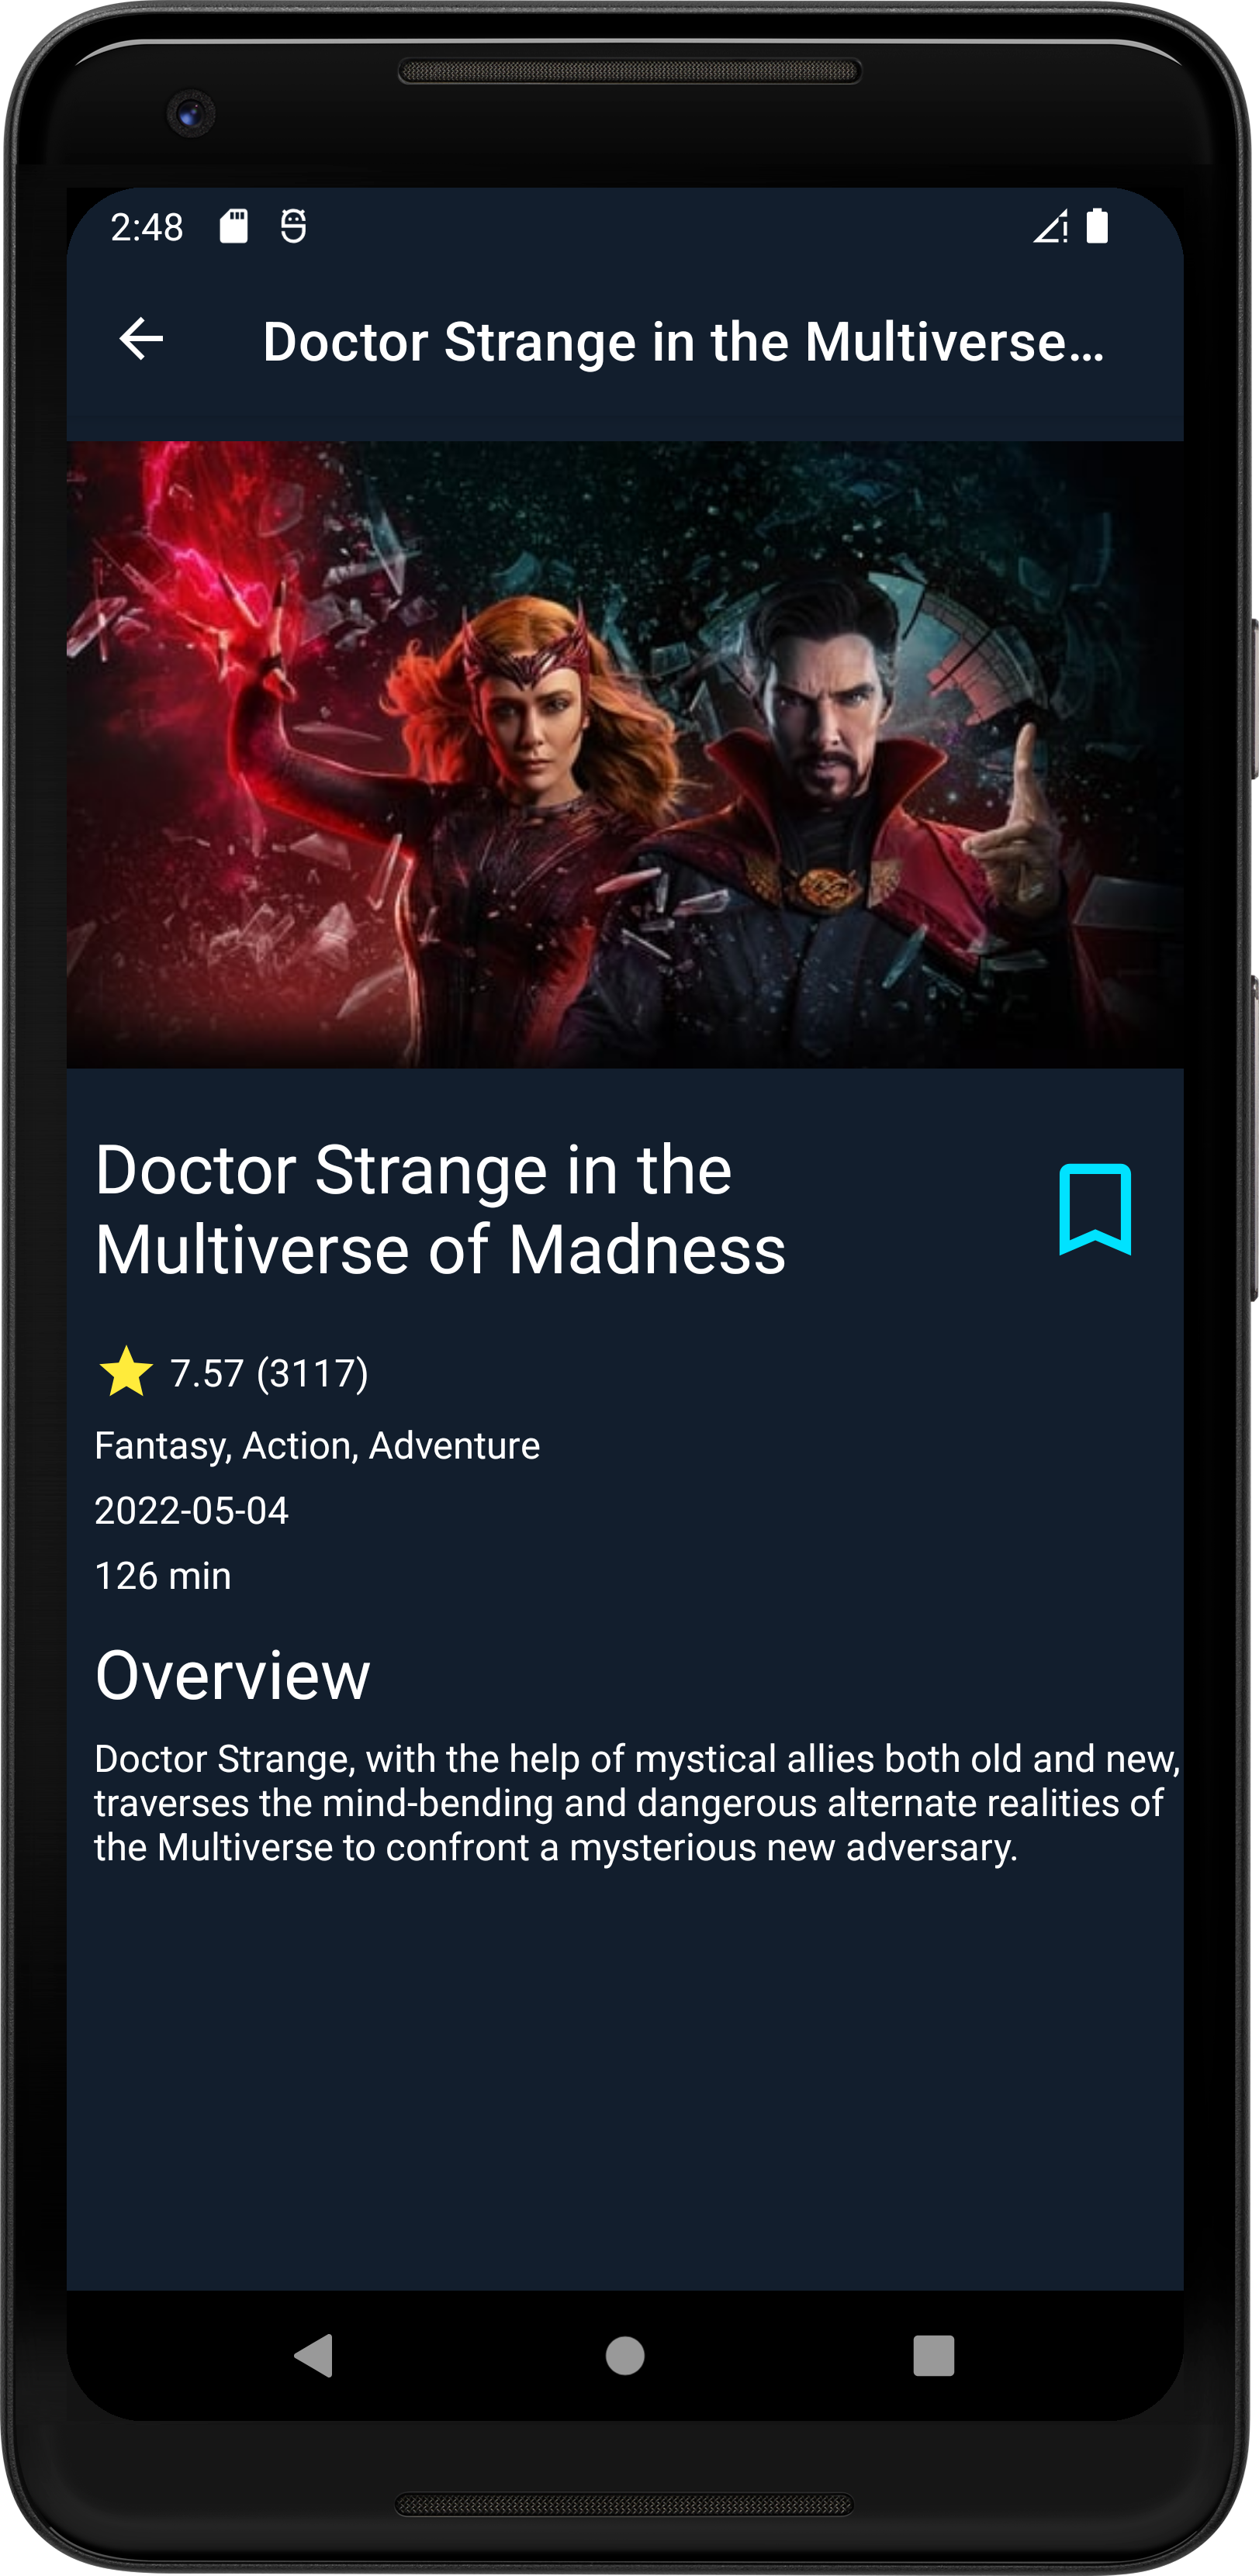 2:48
Doctor Strange in the Multiverse...
Doctor Strange in the
Multiverse of Madness
7.57 (3117)
Fantasy, Action, Adventure
2022-05-04
126 min
Overview
Doctor Strange, with the help of mystical allies both old and new,
traverses the mind-bending and dangerous alternate realities of
the Multiverse to confront a mysterious new adversary.